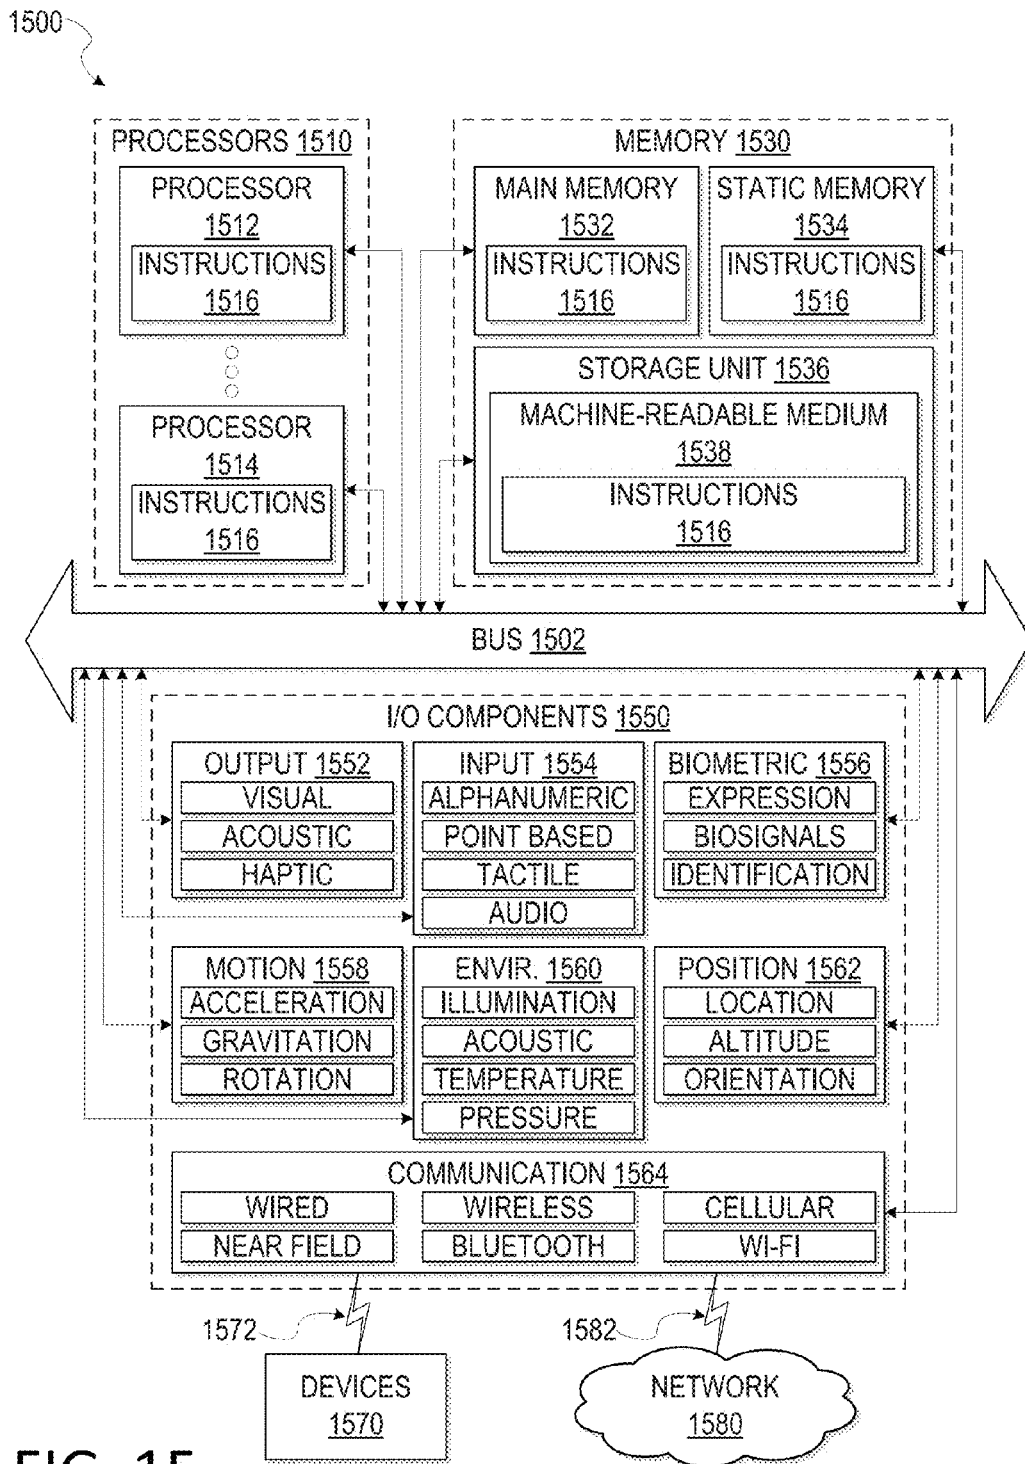 1500
PROCESSORS 1510
PROCESSOR
1512
INSTRUCTIONS
1516
PROCESSOR
1514
INSTRUCTIONS
1516
MEMORY 1530
MAIN MEMORY
1532
INSTRUCTIONS
1516
STATIC MEMORY
1534
INSTRUCTIONS
1516
STORAGE UNIT 1536
MACHINE-READABLE MEDIUM
1538
INSTRUCTIONS
1516
BUS 1502
I/O COMPONENTS 1550
OUTPUT 1552
VISUAL
ACOUSTIC
HAPTIC
INPUT 1554
ALPHANUMERIC
POINT BASED
TACTILE
AUDIO
BIOMETRIC 1556
EXPRESSION
BIOSIGNALS
IDENTIFICATION
MOTION 1558
ACCELERATION
GRAVITATION
ROTATION
ENVIR. 1560
ILLUMINATION
ACOUSTIC
TEMPERATURE
PRESSURE
POSITION 1562
LOCATION
ALTITUDE
ORIENTATION
COMMUNICATION 1564
WIRED
WIRELESS
CELLULAR
NEAR FIELD
BLUETOOTH
WI-FI
1572
1582
DEVICES
1570
NETWORK
1580
FIG. 15